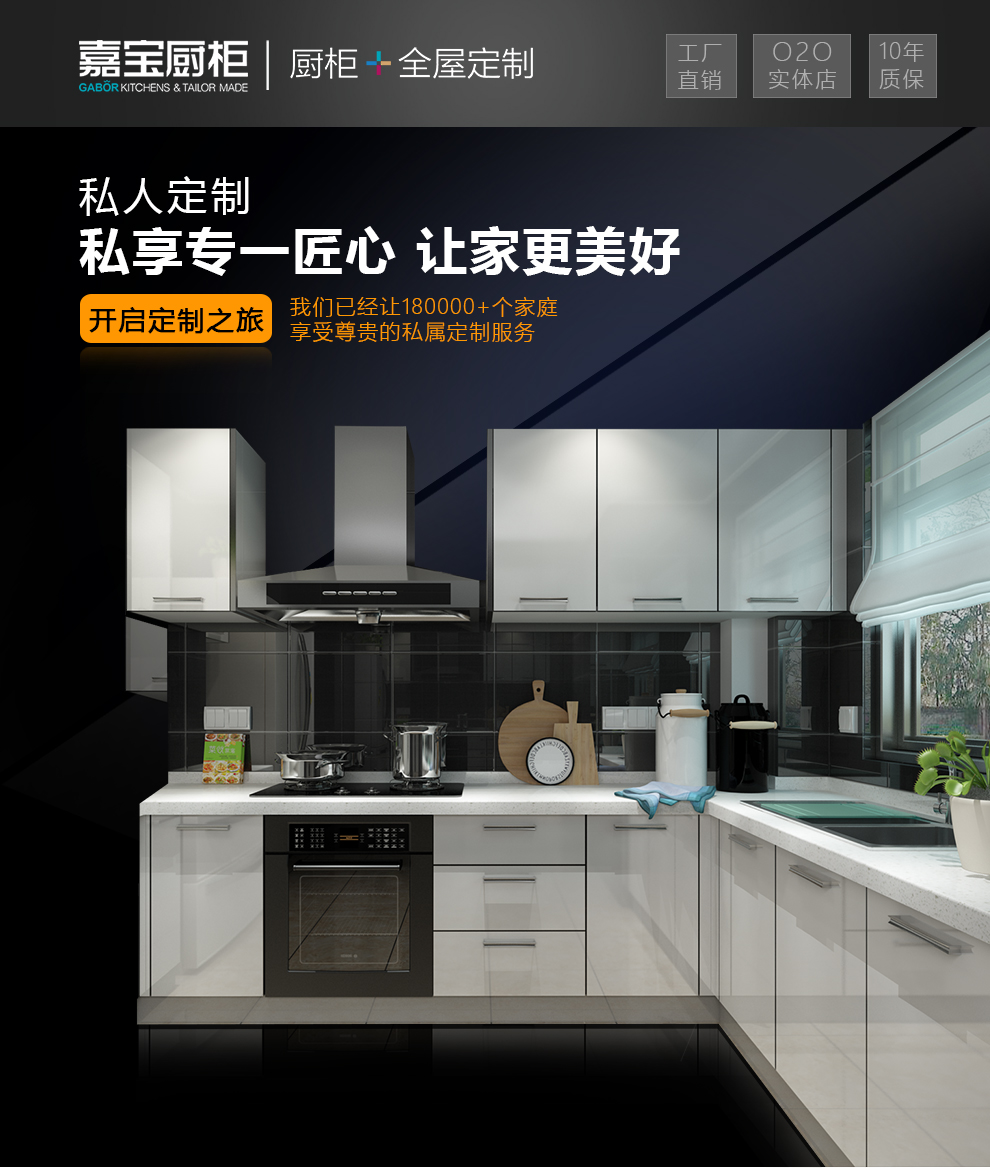 嘉宝厨柜
GABÖR KITCHENS & TAILOR MADE
厨柜+全屋定制
工厂
直销
O2O
实体店
10年
质保
私人定制
私享专一匠心 让家更美好
开启定制之旅
我们已经让180000+个家庭
享受尊贵的私属定制服务